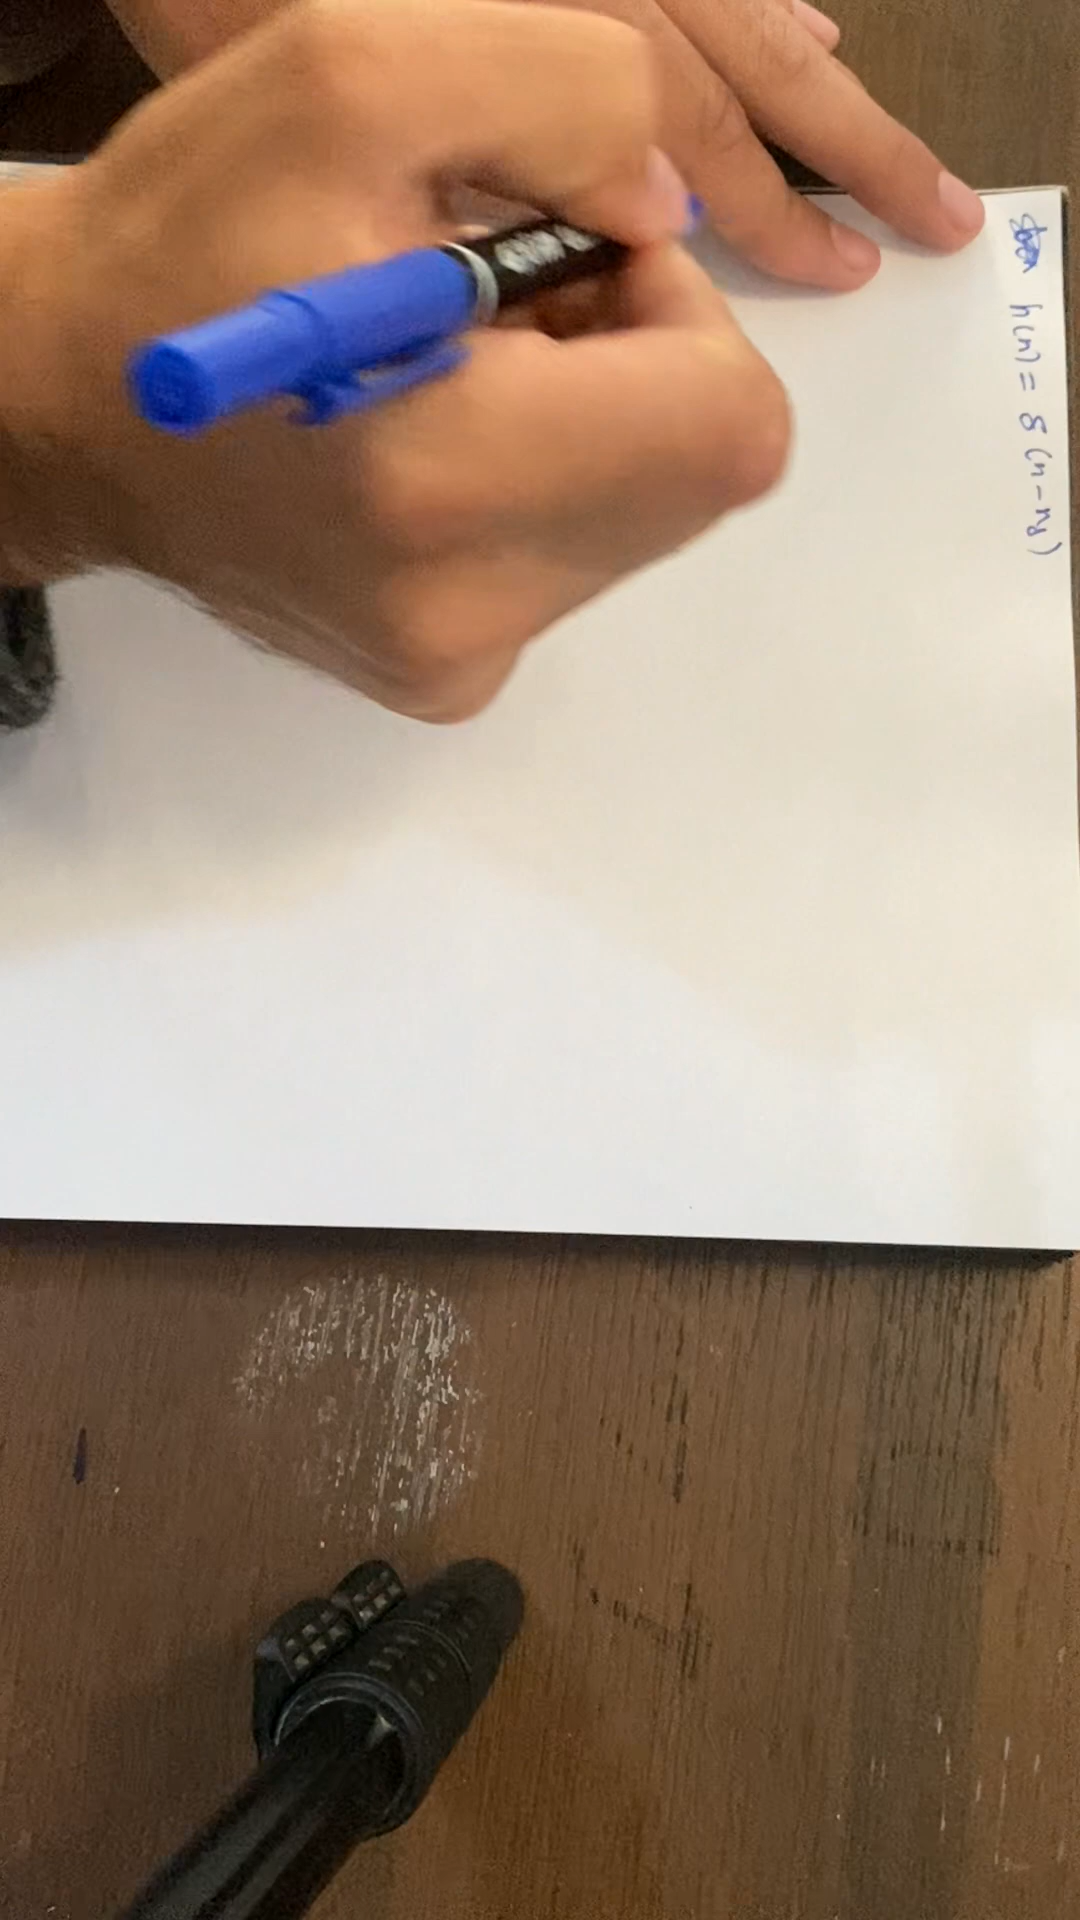 h(n) = δ(n-n₀)